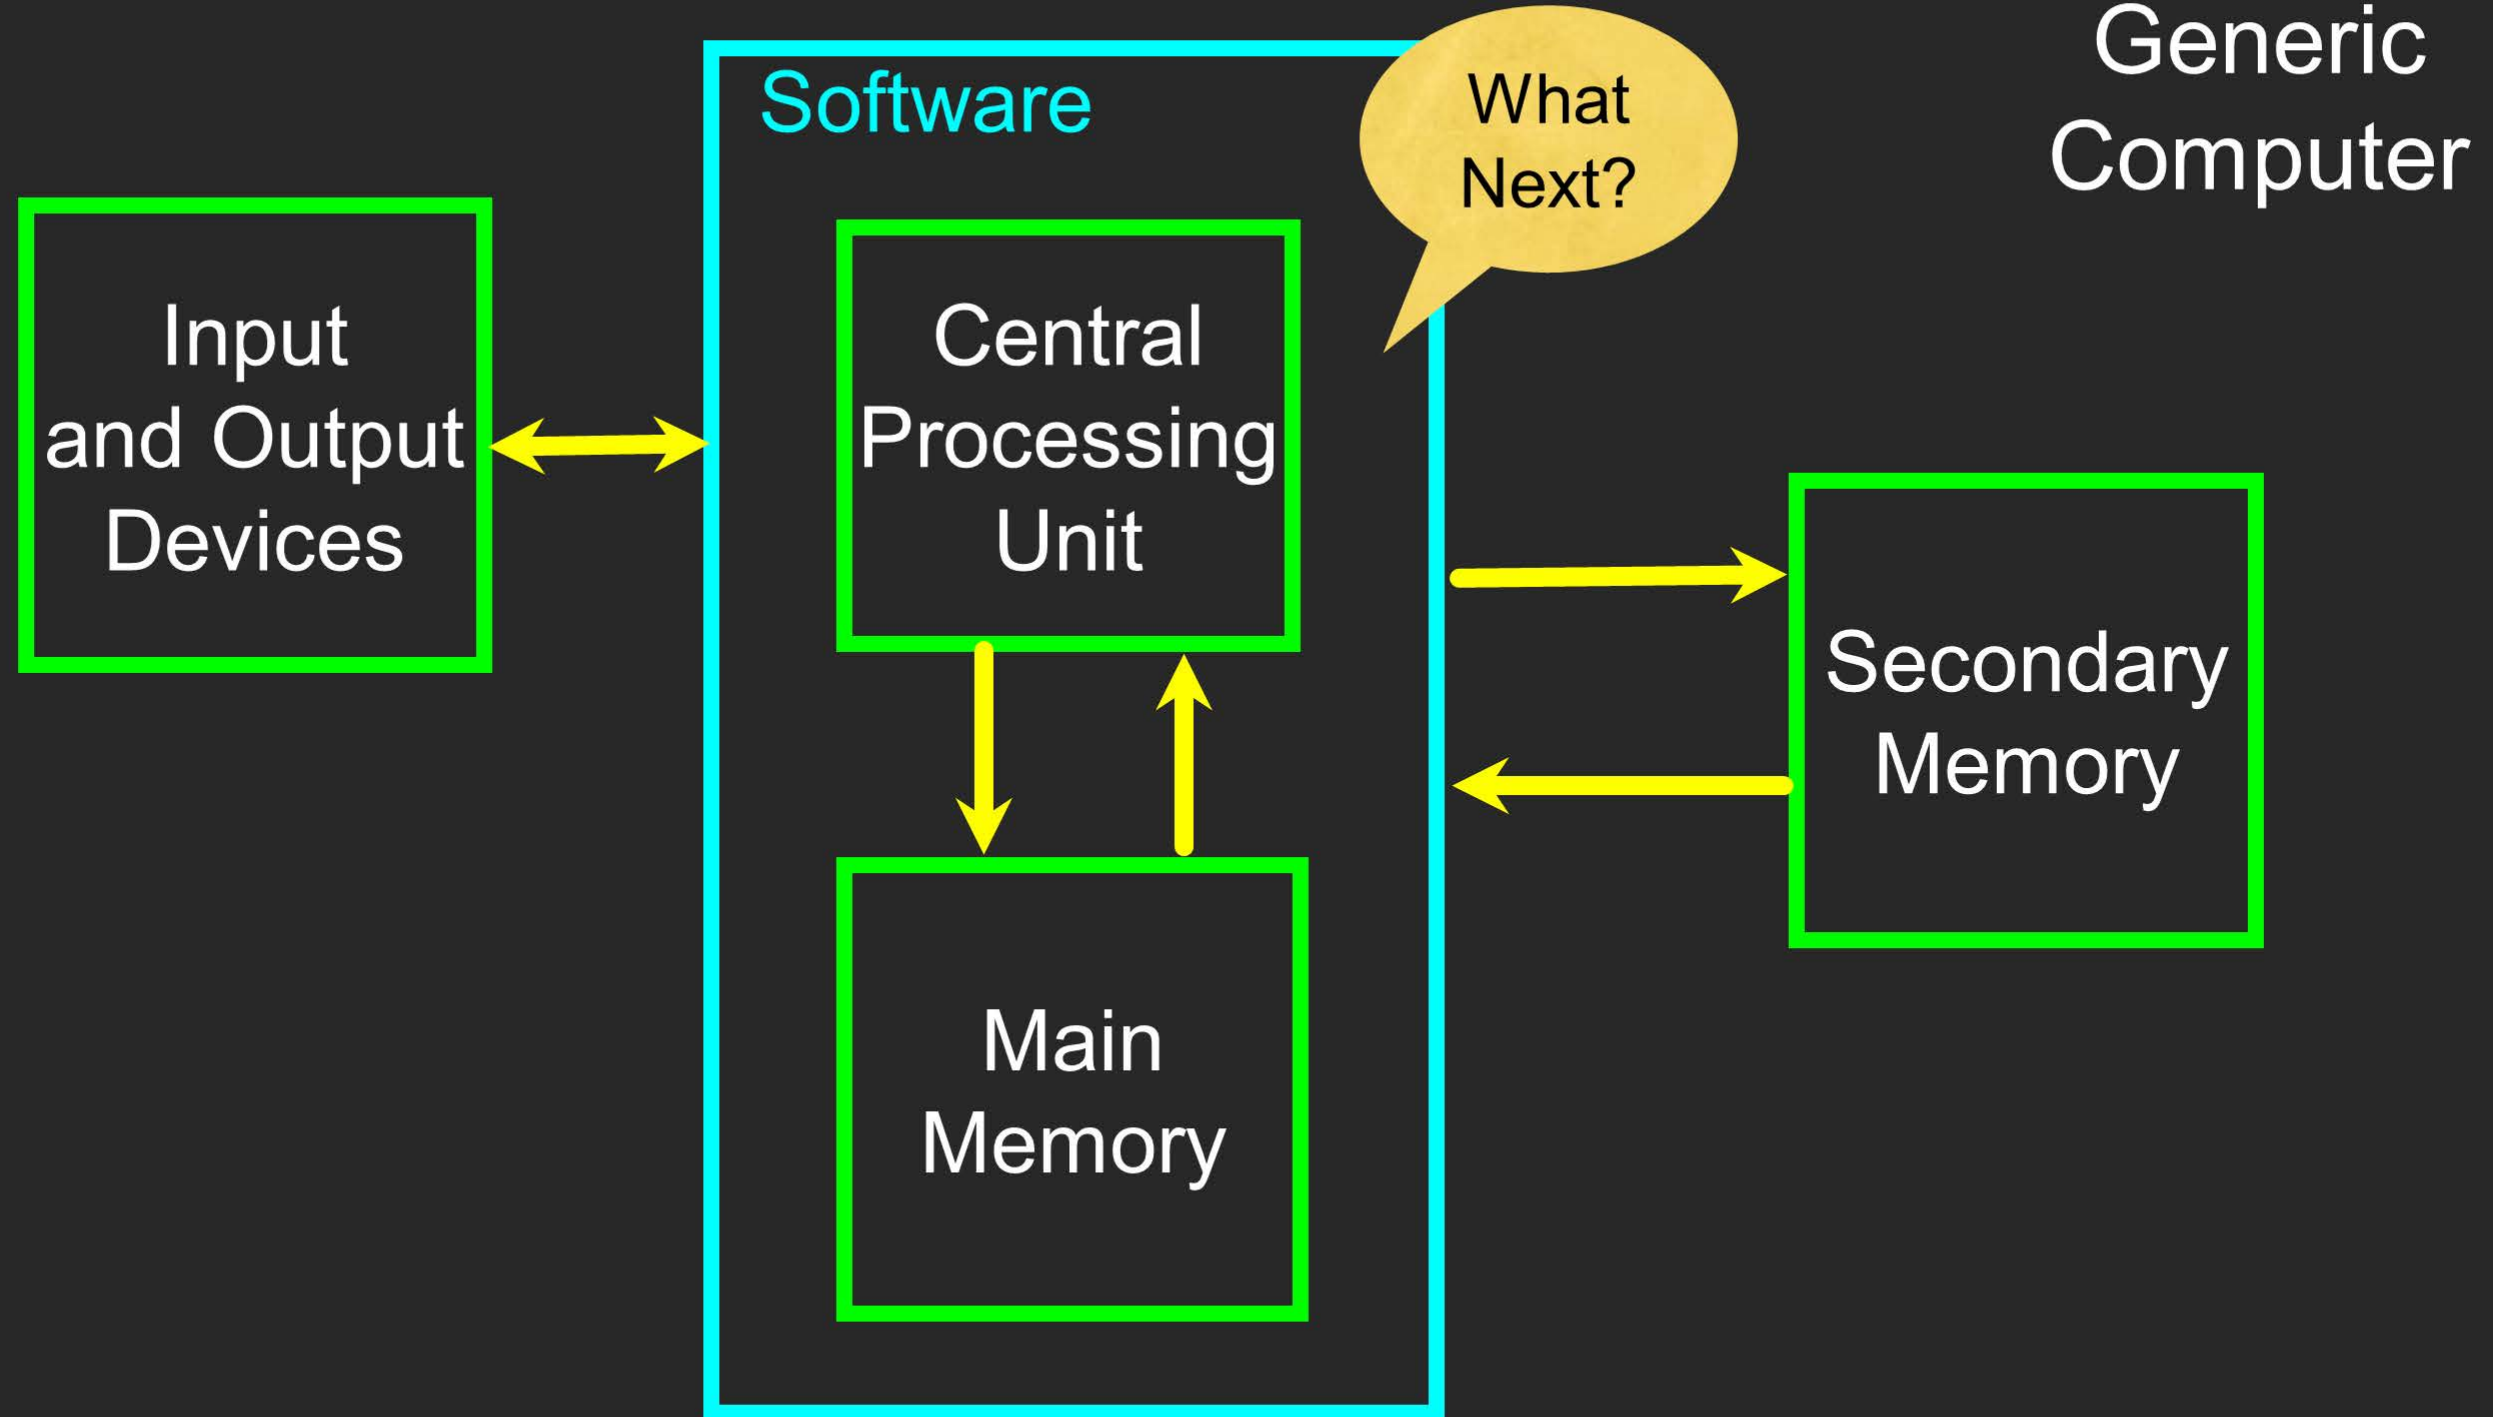 Generic
Computer
Software
What
Next?
Input
and Output
Devices
Central
Processing
Unit
Secondary
Memory
Main
Memory